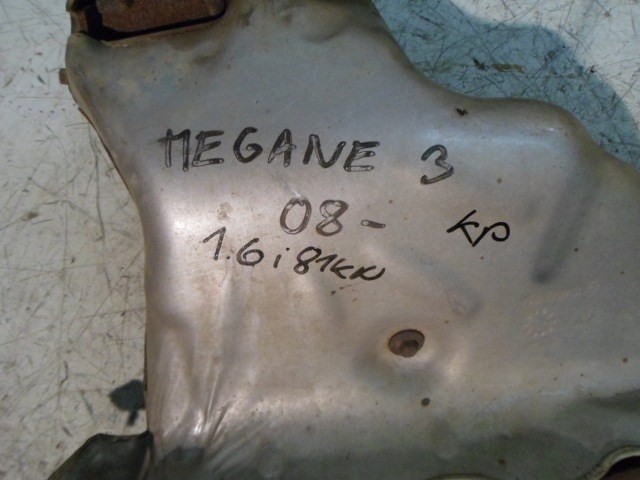 MEGANE 3
08- KP
1.6i 81KW